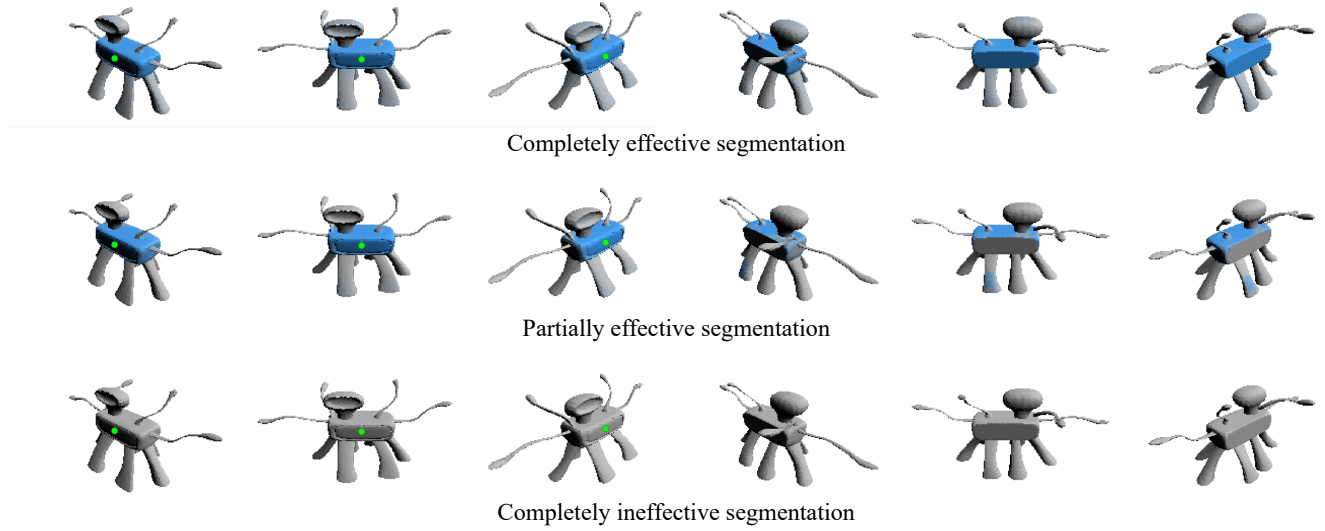 Completely effective segmentation
Partially effective segmentation
Completely ineffective segmentation